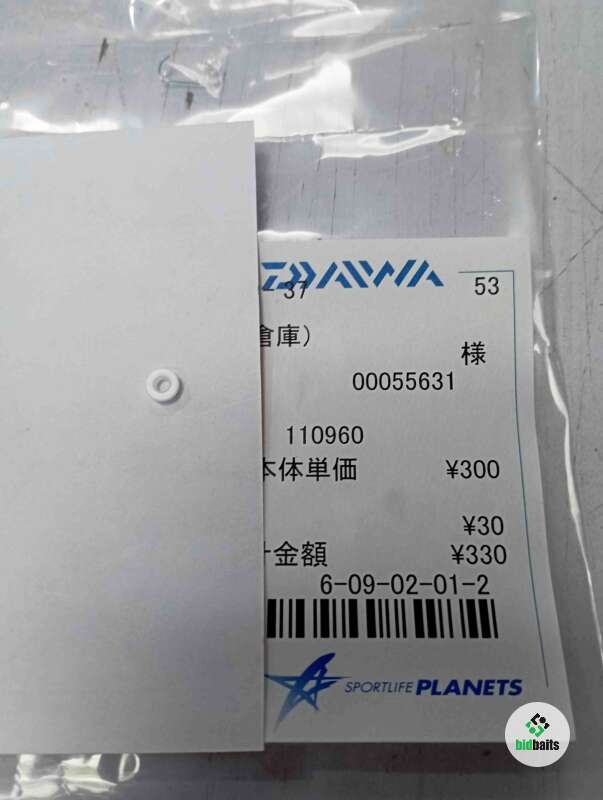 DAIWA
37
53
倉庫)
様
00055631
110960
本体単価 ¥300
¥30
計金額 ¥330
6-09-02-01-2
SPORTLIFE PLANETS
bidbaits